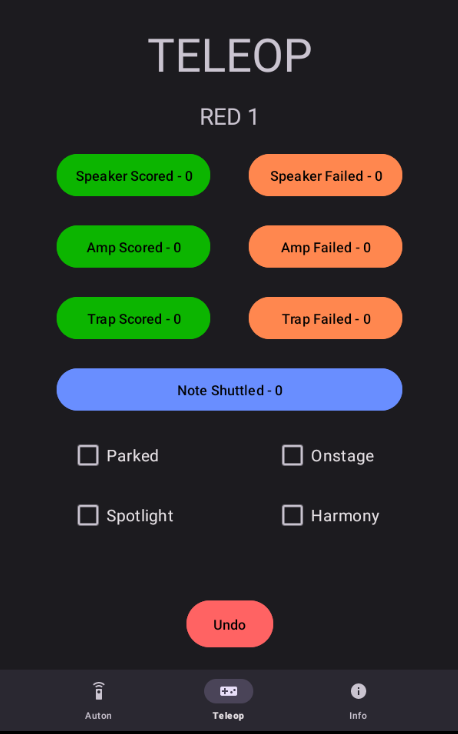 TELEOP
RED 1
Speaker Scored - 0
Speaker Failed - 0
Amp Scored - 0
Amp Failed - 0
Trap Scored - 0
Trap Failed - 0
Note Shuttled - 0
Parked
Onstage
Spotlight
Harmony
Undo
Auton
Teleop
Info